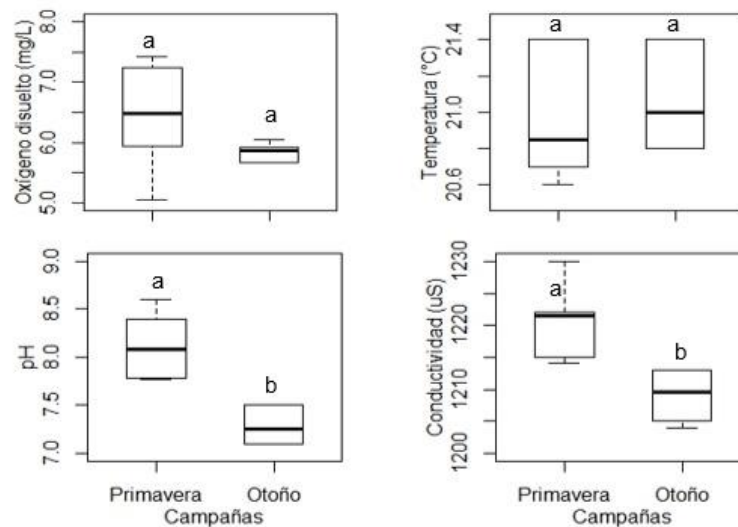 Oxígeno disuelto (mg/L)
8.0
7.0
6.0
5.0
a
a
Temperatura (°C)
21.4
21.0
20.6
a
a
pH
9.0
8.5
8.0
7.5
7.0
a
b
Primavera
Otoño
Campañas
Conductividad (uS)
1230
1220
1210
1200
a
b
Primavera
Otoño
Campañas